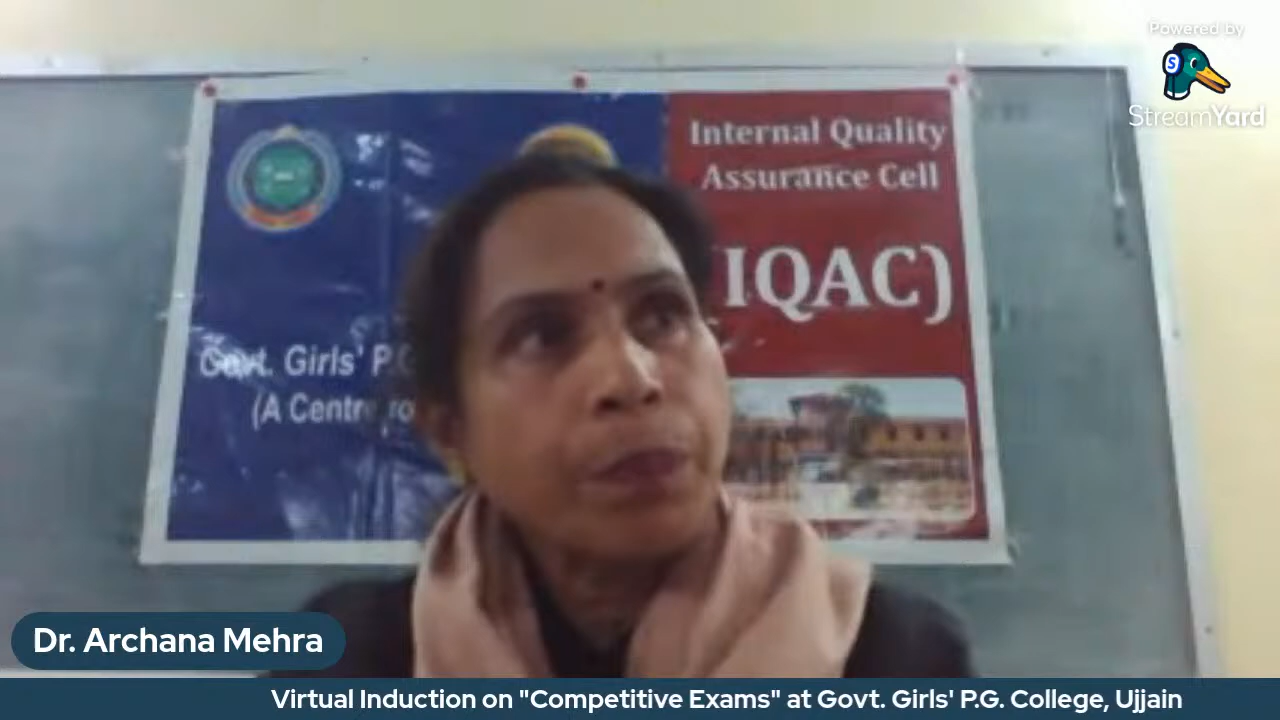 Powered by
StreamYard
Internal Quality
Assurance Cell
IQAC)
Govt. Girls' P.G
(A Centre
Dr. Archana Mehra
Virtual Induction on "Competitive Exams" at Govt. Girls' P.G. College, Ujjain